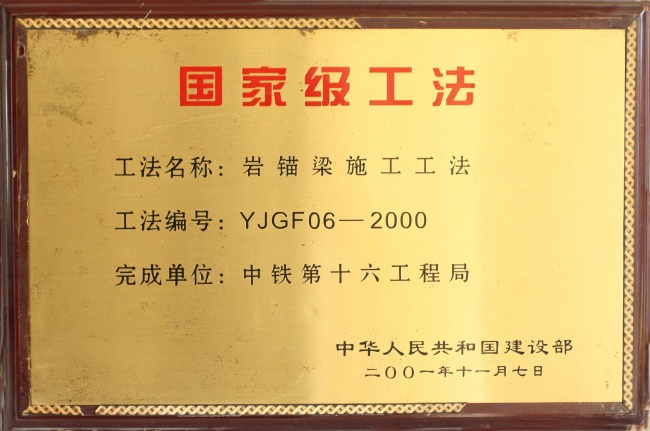 国家级工法
工法名称：岩锚梁施工工法
工法编号：YJGF06—2000
完成单位：中铁第十六工程局
中华人民共和国建设部
二〇〇一年十一月七日